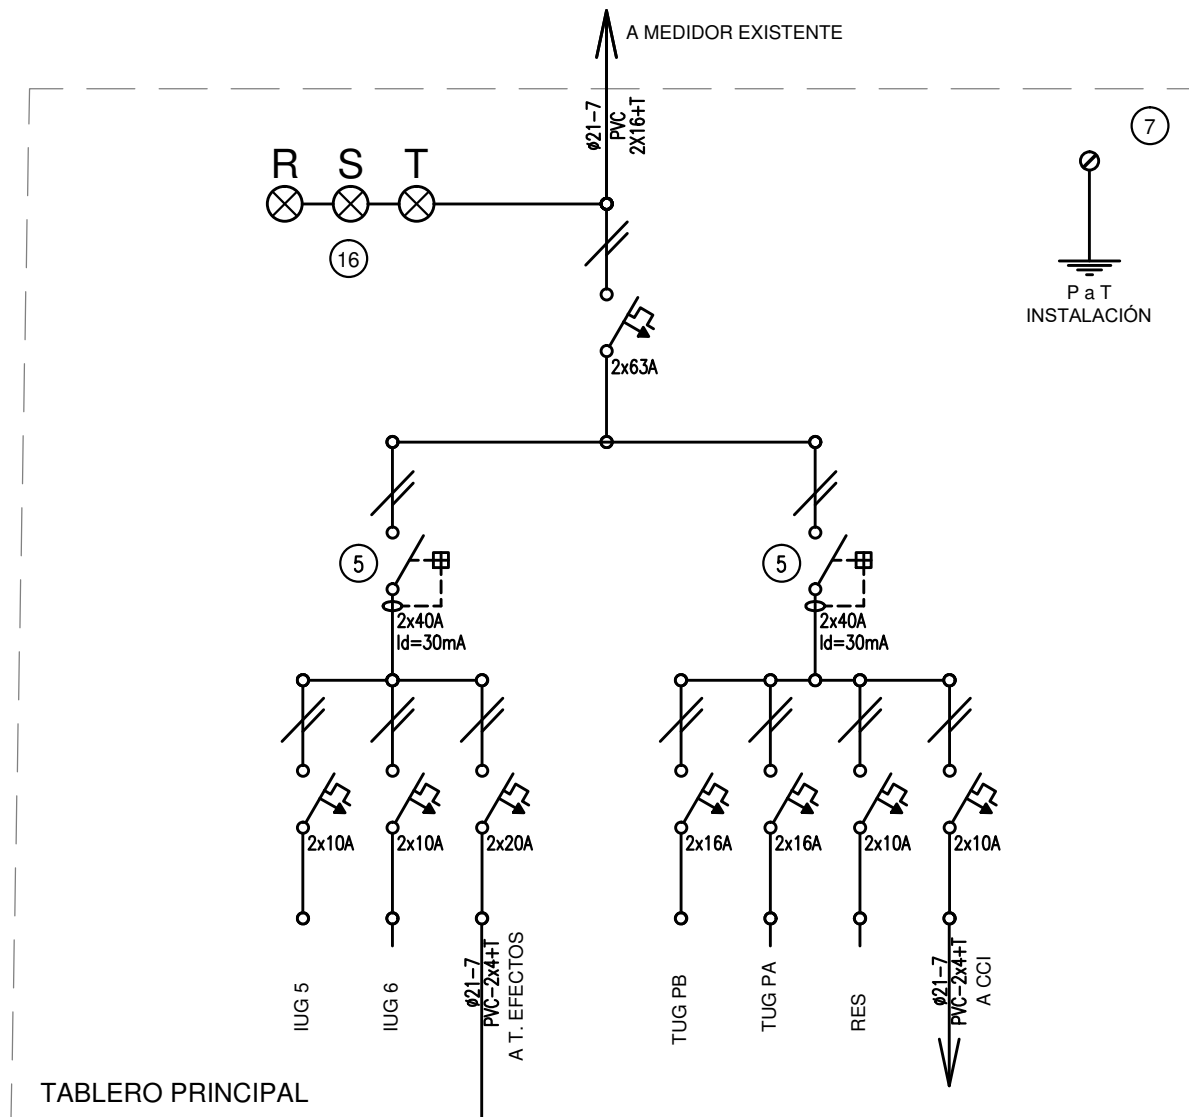 A MEDIDOR EXISTENTE
ø21-7
PVC
2X16+T
7
R S T
16
P a T
INSTALACIÓN
2x63A
5
2x40A
Id=30mA
5
2x40A
Id=30mA
2x10A
2x10A
2x20A
2x16A
2x16A
2x10A
2x10A
IUG 5
IUG 6
ø21-7
PVC-2x4+T
A T. EFECTOS
TUG PB
TUG PA
RES
ø21-7
PVC-2x4+T
A CCI
TABLERO PRINCIPAL